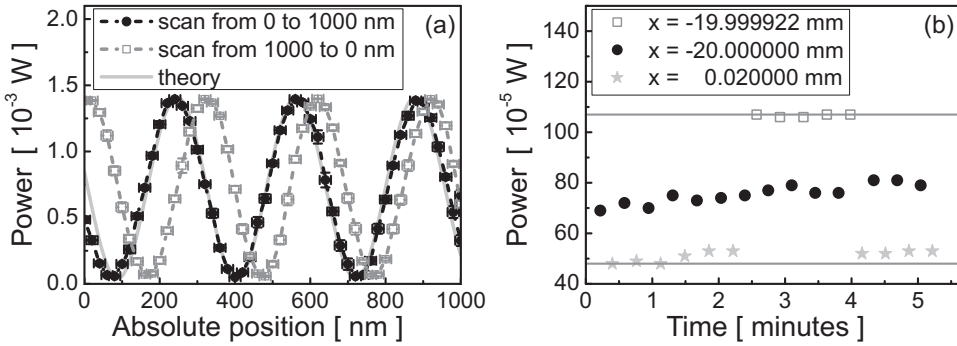 (a)
scan from 0 to 1000 nm
scan from 1000 to 0 nm
theory
2.0
1.5
1.0
0.5
0.0
Power [ 10⁻³ W ]
0 200 400 600 800 1000
Absolute position [ nm ]
(b)
x = -19.999922 mm
x = -20.000000 mm
x = 0.020000 mm
140
120
100
80
60
40
Power [ 10⁻⁵ W ]
0 1 2 3 4 5
Time [ minutes ]